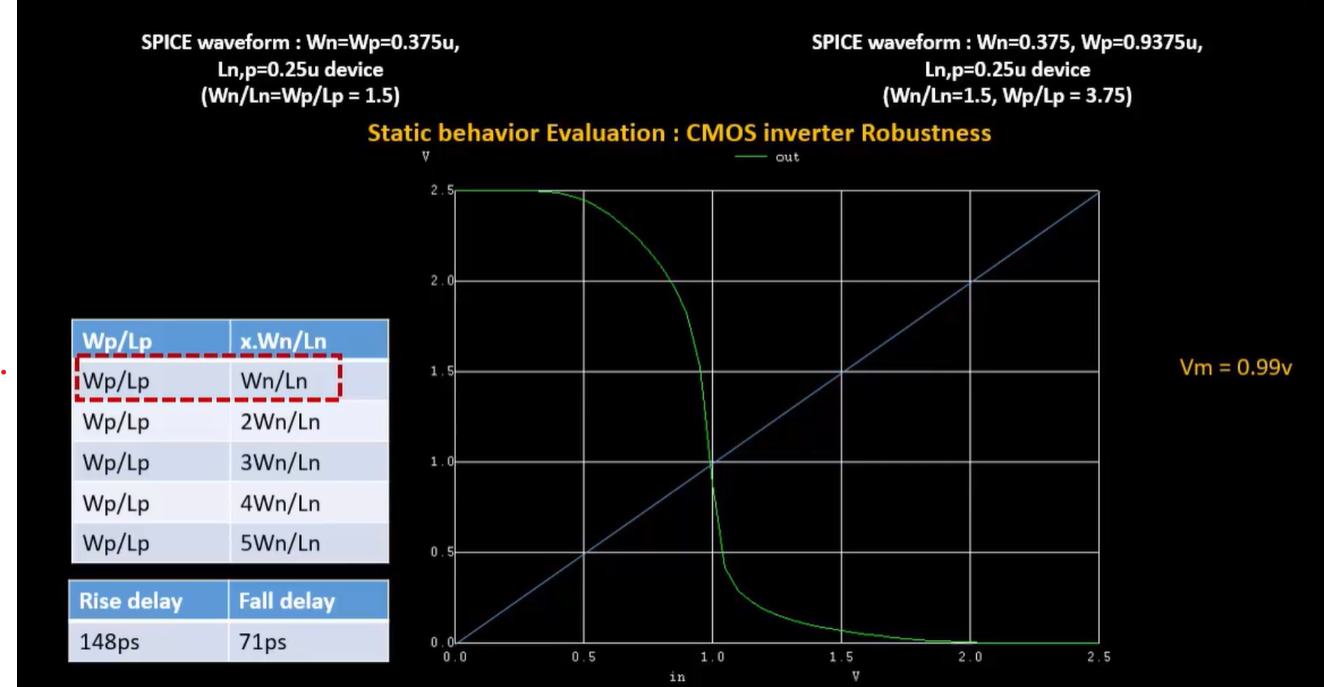 SPICE waveform : Wn=Wp=0.375u,
Ln,p=0.25u device
(Wn/Ln=Wp/Lp = 1.5)
SPICE waveform : Wn=0.375, Wp=0.9375u,
Ln,p=0.25u device
(Wn/Ln=1.5, Wp/Lp = 3.75)
Static behavior Evaluation : CMOS inverter Robustness
V
out
2.5
2.0
1.5
1.0
0.5
0.0
0.0 0.5 1.0 1.5 2.0 2.5
in V
Wp/Lp x.Wn/Ln
Wp/Lp Wn/Ln
Wp/Lp 2Wn/Ln
Wp/Lp 3Wn/Ln
Wp/Lp 4Wn/Ln
Wp/Lp 5Wn/Ln
Rise delay Fall delay
148ps 71ps
Vm = 0.99v